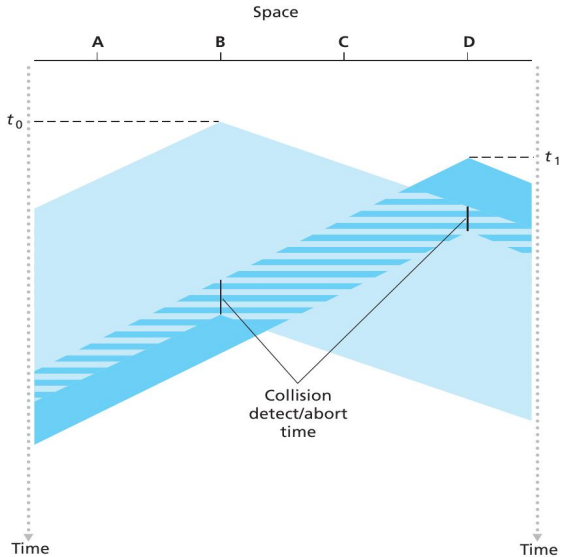 Space
A B C D
t0
t1
Collision
detect/abort
time
Time Time